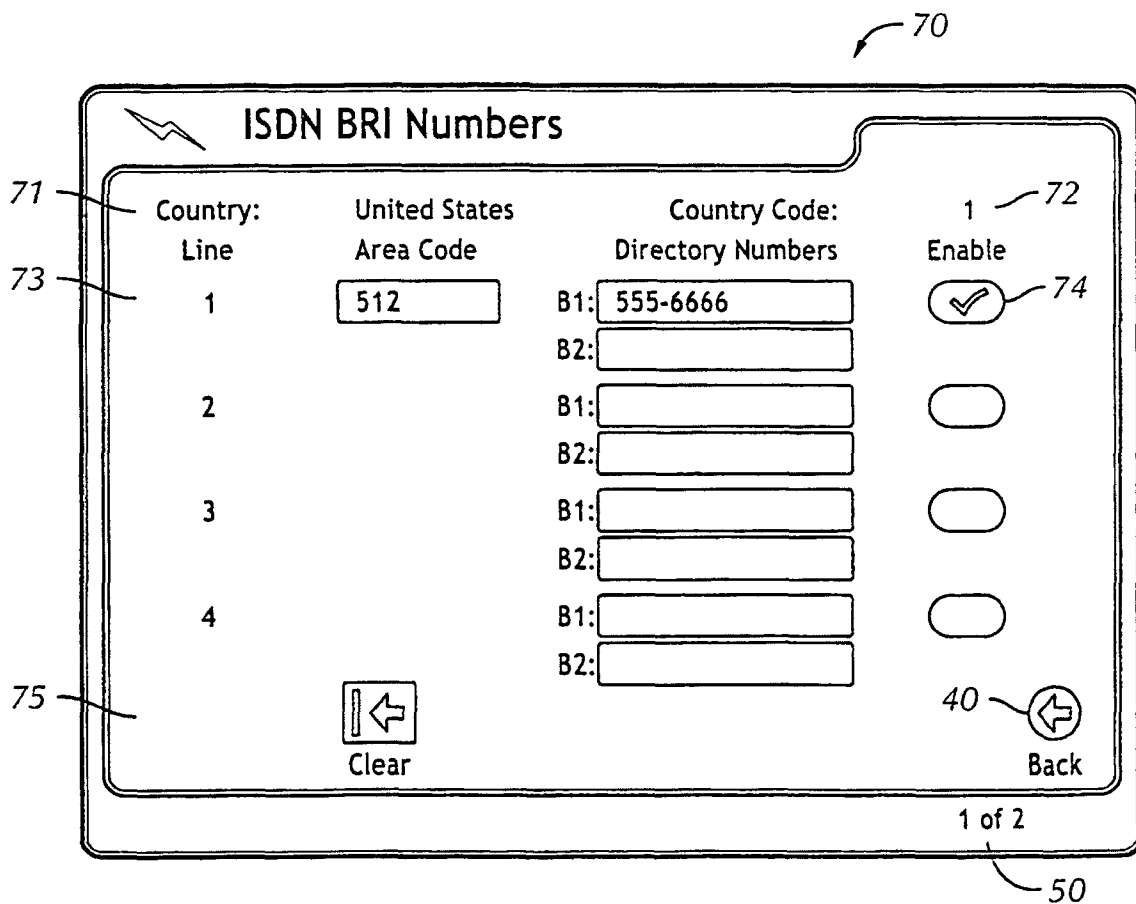 70
ISDN BRI Numbers
71 Country: United States Country Code: 1 72
Line Area Code Directory Numbers Enable
73 1 512 B1: 555-6666 74
B2:
2 B1:
B2:
3 B1:
B2:
4 B1:
B2:
75 40
Clear Back
1 of 2
50